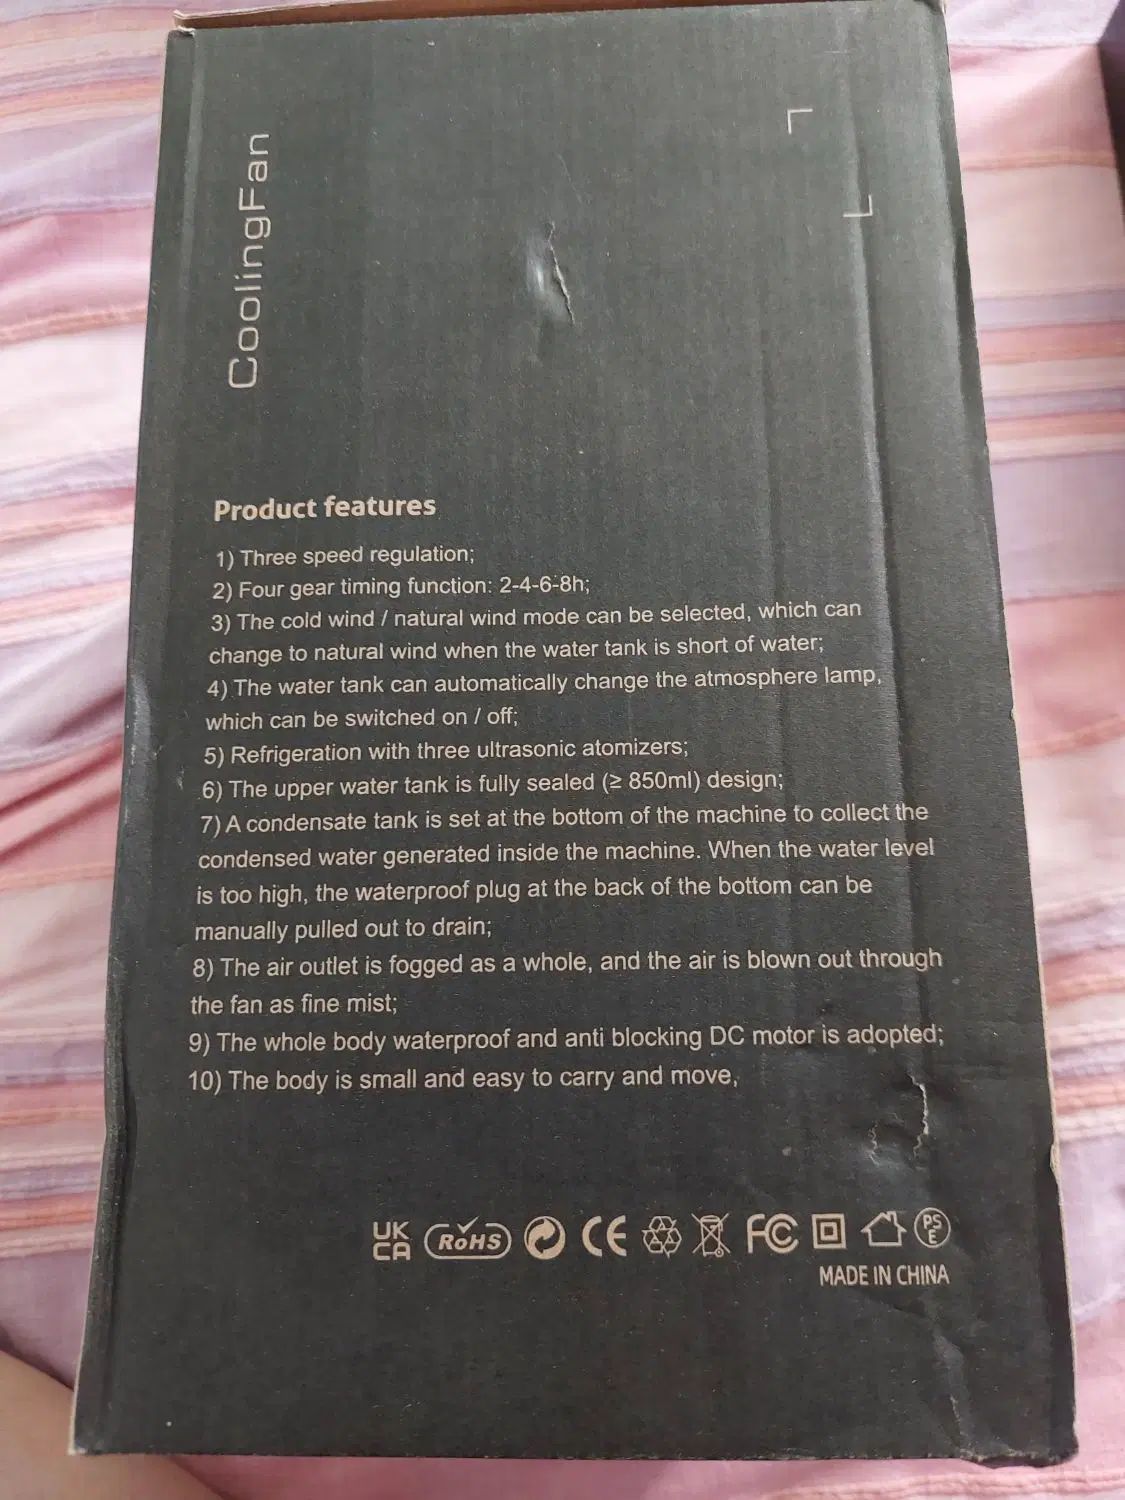 CoolingFan
Product features
1) Three speed regulation;
2) Four gear timing function: 2-4-6-8h;
3) The cold wind / natural wind mode can be selected, which can
change to natural wind when the water tank is short of water;
4) The water tank can automatically change the atmosphere lamp,
which can be switched on / off;
5) Refrigeration with three ultrasonic atomizers;
6) The upper water tank is fully sealed (≥ 850ml) design;
7) A condensate tank is set at the bottom of the machine to collect the
condensed water generated inside the machine. When the water level
is too high, the waterproof plug at the back of the bottom can be
manually pulled out to drain;
8) The air outlet is fogged as a whole, and the air is blown out through
the fan as fine mist;
9) The whole body waterproof and anti blocking DC motor is adopted;
10) The body is small and easy to carry and move,
UK
CA RoHS CE FC PS
E
MADE IN CHINA